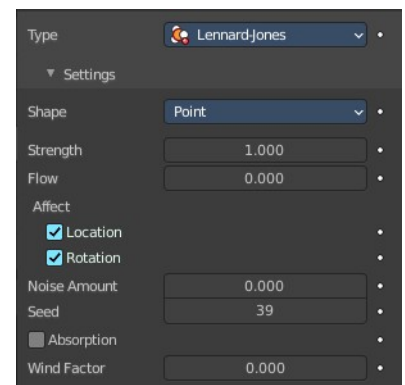 Type Lennard-Jones
Settings
Shape Point
Strength 1.000
Flow 0.000
Affect
Location
Rotation
Noise Amount 0.000
Seed 39
Absorption
Wind Factor 0.000